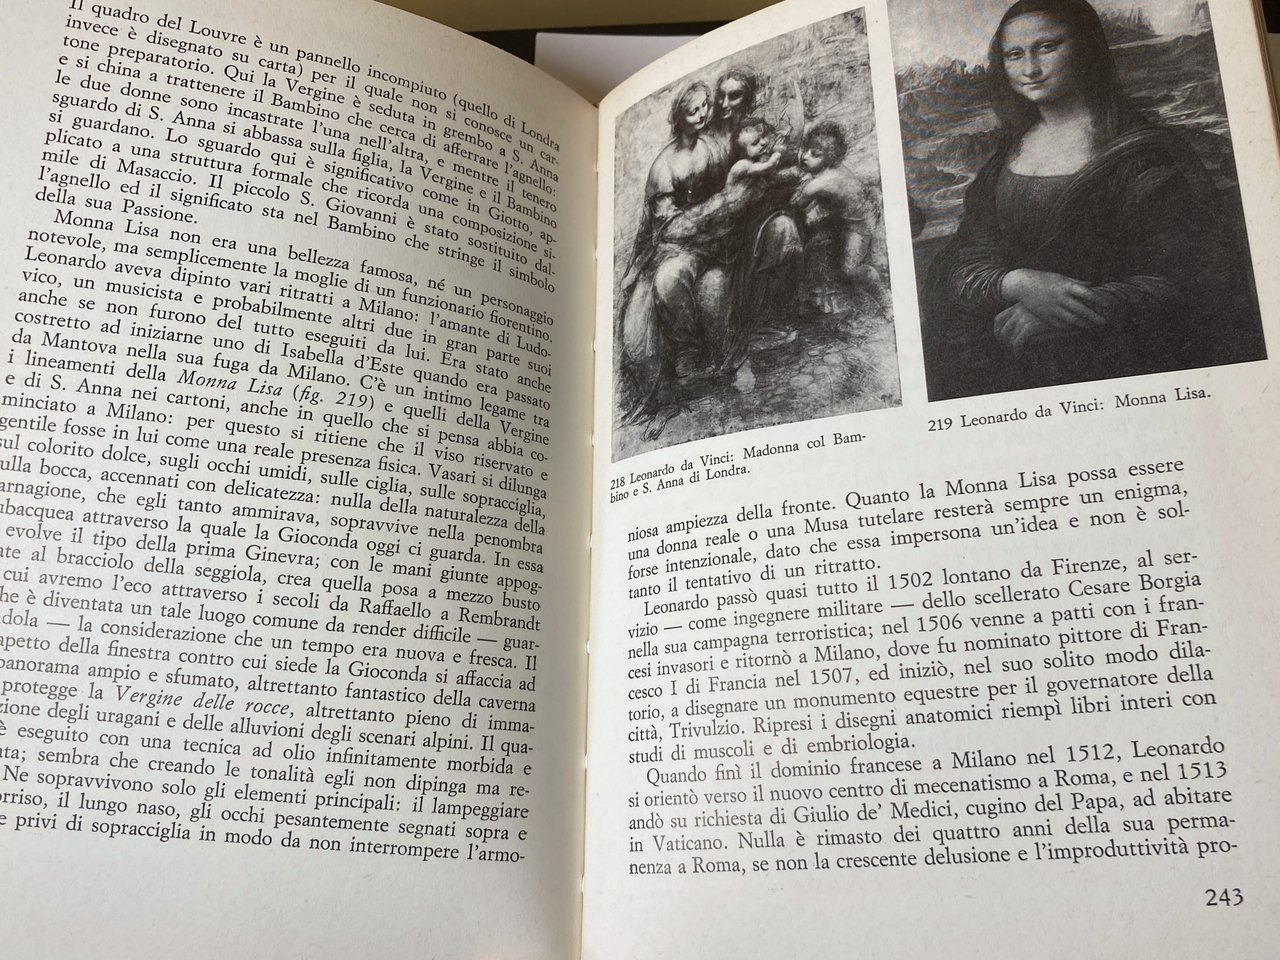 Il quadro del Louvre è un pannello incompiuto (quello di Londra
invece è disegnato su carta) per il quale non si conosce un car-
tone preparatorio. Qui la Vergine è seduta in grembo a S. Anna
e si china a trattenere il Bambino che cerca di afferrare l'agnello:
le due donne sono incastrate l'una nell'altra, e mentre il tenero
sguardo di S. Anna si abbassa sulla figlia, la Vergine e il Bambino
si guardano. Lo sguardo qui è significativo come in Giotto, ap-
plicato a una struttura formale che ricorda una composizione si-
mile di Masaccio. Il piccolo S. Giovanni è stato sostituito dal-
l'agnello ed il significato sta nel Bambino che stringe il simbolo
della sua Passione.
Monna Lisa non era una bellezza famosa, né un personaggio
notevole, ma semplicemente la moglie di un funzionario fiorentino.
Leonardo aveva dipinto vari ritratti a Milano: l'amante di Ludo-
vico, un musicista e probabilmente altri due in gran parte suoi
anche se non furono del tutto eseguiti da lui. Era stato anche
costretto ad iniziarne uno di Isabella d'Este quando era passato
da Mantova nella sua fuga da Milano. C'è un intimo legame tra
i lineamenti della Monna Lisa (fig. 219) e quelli della Vergine
e di S. Anna nei cartoni, anche in quello che si pensa abbia co-
minciato a Milano: per questo si ritiene che il viso riservato e
gentile fosse in lui come una reale presenza fisica. Vasari si dilunga
sul colorito dolce, sugli occhi umidi, sulle ciglia, sulle sopracciglia,
sulla bocca, accennati con delicatezza: nulla della naturalezza della
carnagione, che egli tanto ammirava, sopravvive nella penombra
subacquea attraverso la quale la Gioconda oggi ci guarda. In essa
evolve il tipo della prima Ginevra; con le mani giunte appog-
al bracciolo della seggiola, crea quella posa a mezzo busto
cui avremo l'eco attraverso i secoli da Raffaello a Rembrandt
che è diventata un tale luogo comune da render difficile — guar-
— la considerazione che un tempo era nuova e fresca. Il
della finestra contro cui siede la Gioconda si affaccia ad
panorama ampio e sfumato, altrettanto fantastico della caverna
protegge la Vergine delle rocce, altrettanto pieno di imma-
degli uragani e delle alluvioni degli scenari alpini. Il qua-
è eseguito con una tecnica ad olio infinitamente morbida e
sembra che creando le tonalità egli non dipinga ma re-
Ne sopravvivono solo gli elementi principali: il lampeggiare
sorriso, il lungo naso, gli occhi pesantemente segnati sopra e
e privi di sopracciglia in modo da non interrompere l'armo-
218 Leonardo da Vinci: Madonna col Bam-
bino e S. Anna di Londra.
219 Leonardo da Vinci: Monna Lisa.
niosa ampiezza della fronte. Quanto la Monna Lisa possa essere
una donna reale o una Musa tutelare resterà sempre un enigma,
forse intenzionale, dato che essa impersona un'idea e non è sol-
tanto il tentativo di un ritratto.
Leonardo passò quasi tutto il 1502 lontano da Firenze, al ser-
vizio — come ingegnere militare — dello scellerato Cesare Borgia
nella sua campagna terroristica; nel 1506 venne a patti con i fran-
cesi invasori e ritornò a Milano, dove fu nominato pittore di Fran-
cesco I di Francia nel 1507, ed iniziò, nel suo solito modo dila-
torio, a disegnare un monumento equestre per il governatore della
città, Trivulzio. Ripresi i disegni anatomici riempì libri interi con
studi di muscoli e di embriologia.
Quando finì il dominio francese a Milano nel 1512, Leonardo
si orientò verso il nuovo centro di mecenatismo a Roma, e nel 1513
andò su richiesta di Giulio de' Medici, cugino del Papa, ad abitare
in Vaticano. Nulla è rimasto dei quattro anni della sua perma-
nenza a Roma, se non la crescente delusione e l'improduttività pro-
243